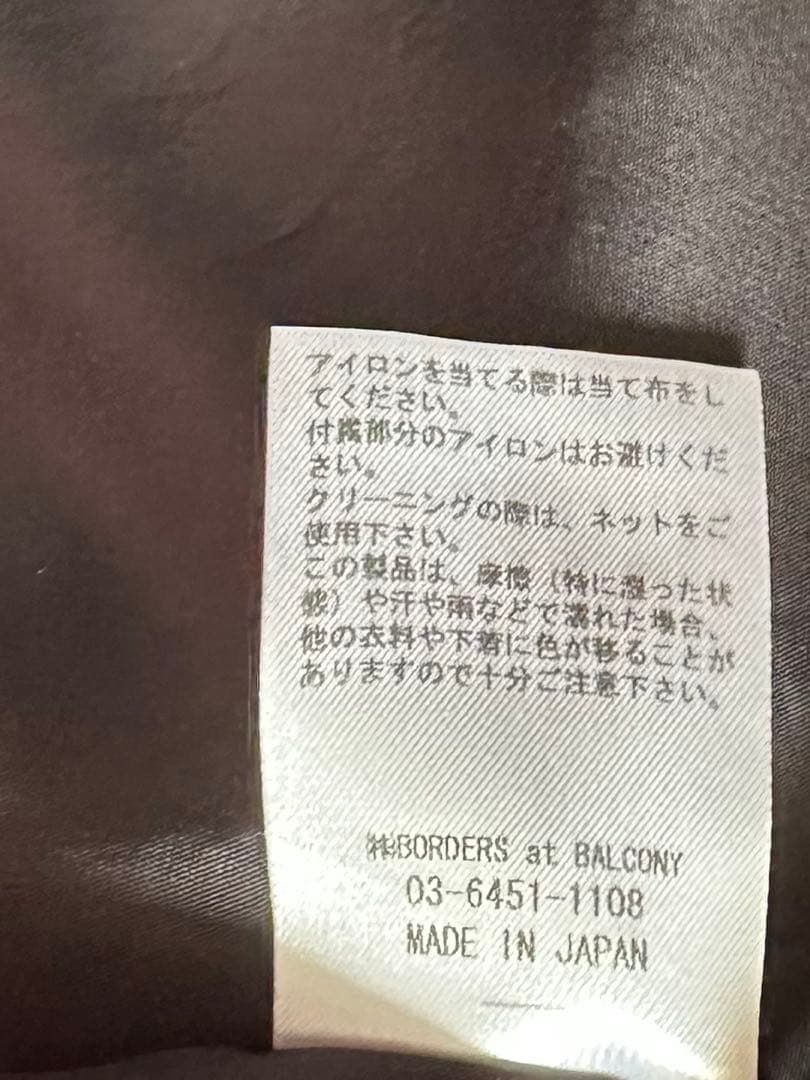 アイロンを当てる際は当て布をし
てください。
付属部分のアイロンはお避けくだ
さい。
クリーニングの際は、ネットをご
使用下さい。
この製品は、摩擦（特に湿った状
態）や汗や雨などで濡れた場合、
他の衣料や下着に色が移ることが
ありますので十分ご注意下さい。
㈱BORDERS at BALCONY
03-6451-1108
MADE IN JAPAN